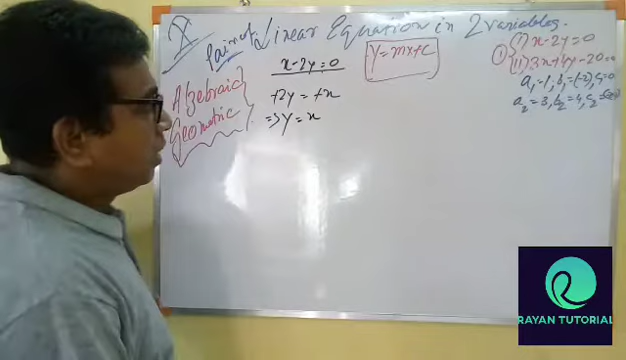 X
Pair of Linear Equation in 2 variables.
Algebraic
Geometric
x-2y=0
+2y=+x
=>y=x
y=mx+c
① (i) x-2y=0
(ii) 3x+4y-20=0
a₁=1, b₁=(-2), c₁=0
a₂=3, b₂=4, c₂=
RAYAN TUTORIAL